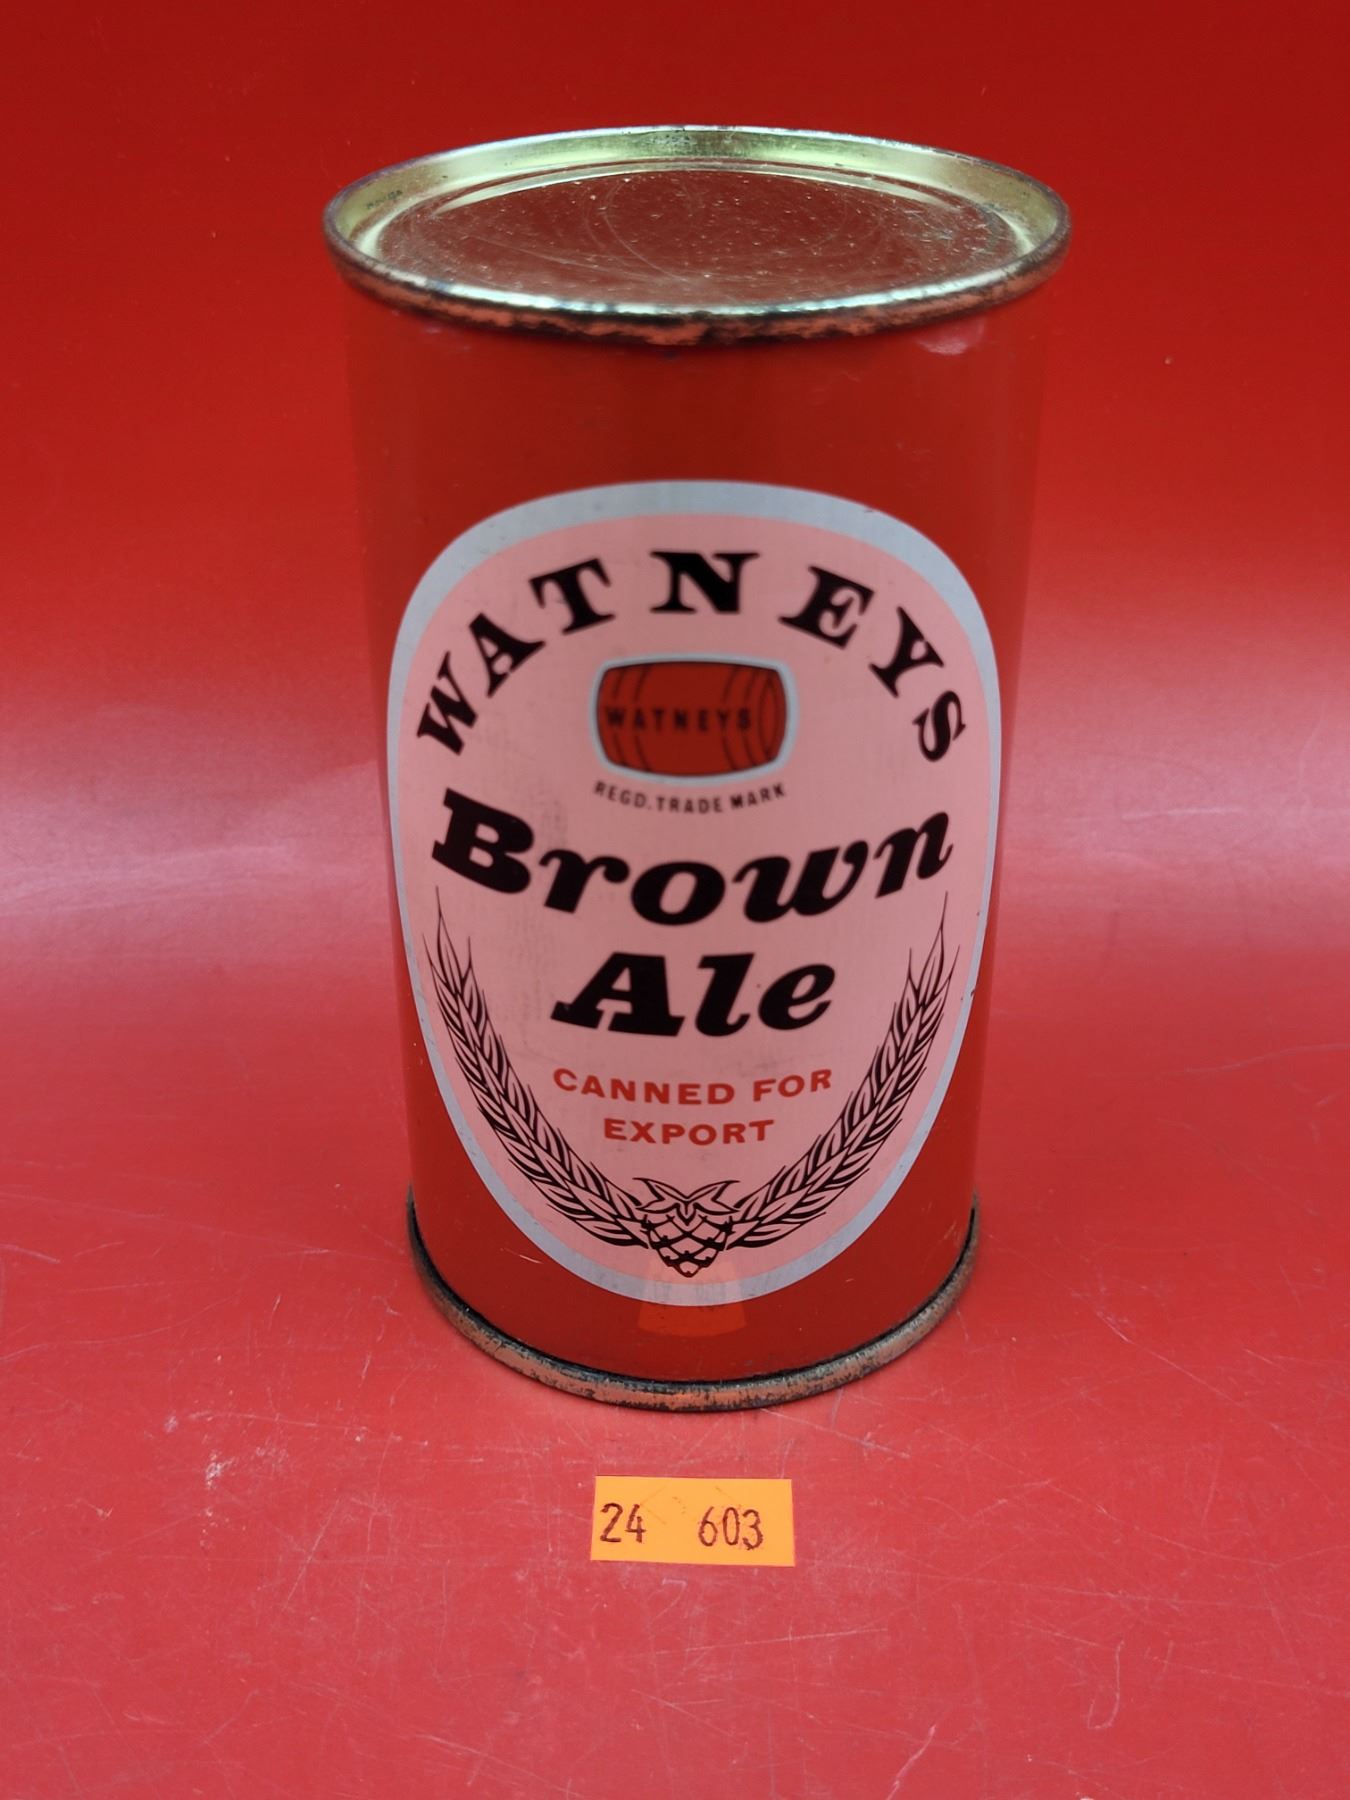 WATNEYS
WATNEYS
REGD. TRADE MARK
Brown
Ale
CANNED FOR
EXPORT
24 603